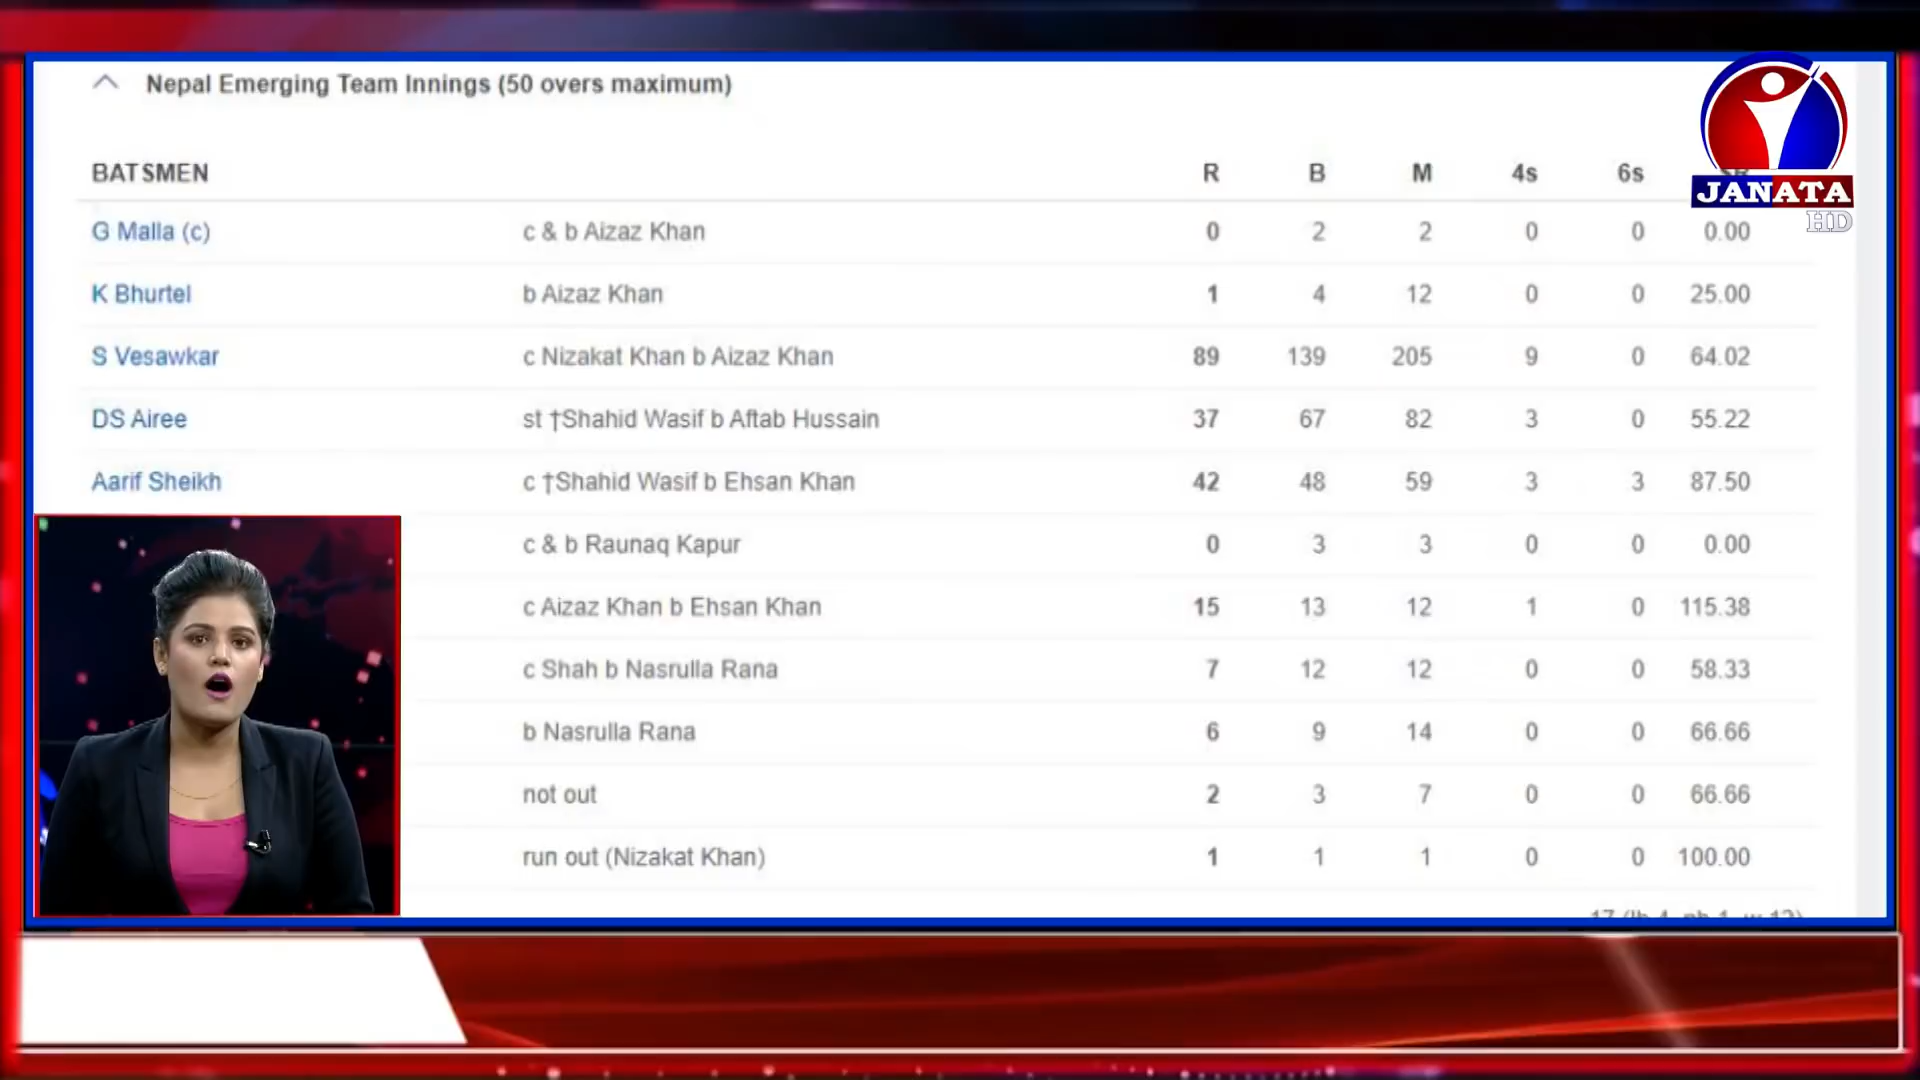 Nepal Emerging Team Innings (50 overs maximum)
JANATA
HD
BATSMEN R B M 4s 6s
G Malla (c) c & b Aizaz Khan 0 2 2 0 0 0.00
K Bhurtel b Aizaz Khan 1 4 12 0 0 25.00
S Vesawkar c Nizakat Khan b Aizaz Khan 89 139 205 9 0 64.02
DS Airee st †Shahid Wasif b Aftab Hussain 37 67 82 3 0 55.22
Aarif Sheikh c †Shahid Wasif b Ehsan Khan 42 48 59 3 3 87.50
c & b Raunaq Kapur 0 3 3 0 0 0.00
c Aizaz Khan b Ehsan Khan 15 13 12 1 0 115.38
c Shah b Nasrulla Rana 7 12 12 0 0 58.33
b Nasrulla Rana 6 9 14 0 0 66.66
not out 2 3 7 0 0 66.66
run out (Nizakat Khan) 1 1 1 0 0 100.00